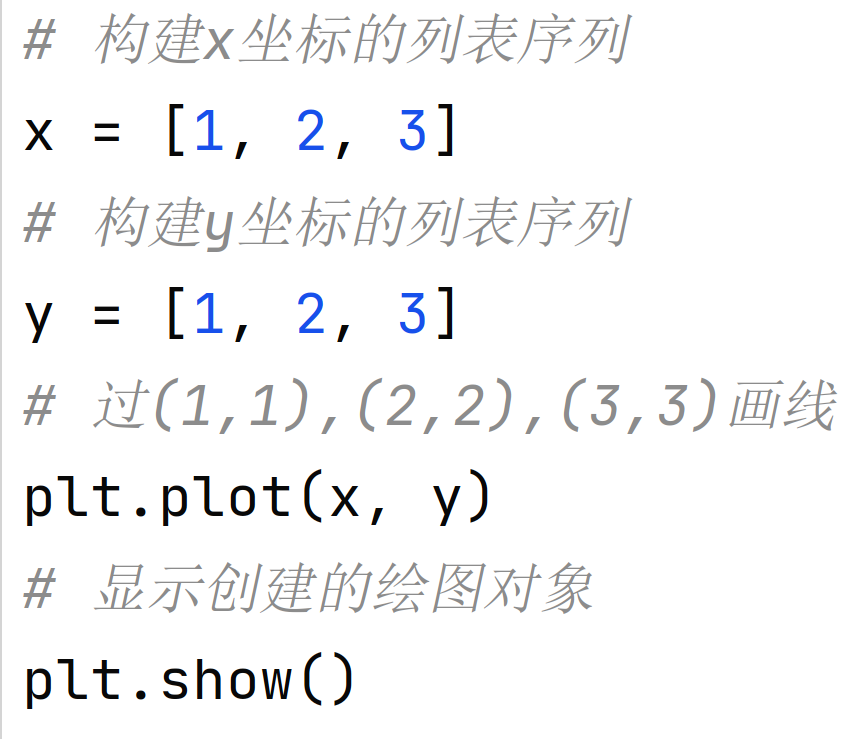 # 构建x坐标的列表序列
x = [1, 2, 3]
# 构建y坐标的列表序列
y = [1, 2, 3]
# 过(1,1),(2,2),(3,3)画线
plt.plot(x, y)
# 显示创建的绘图对象
plt.show()